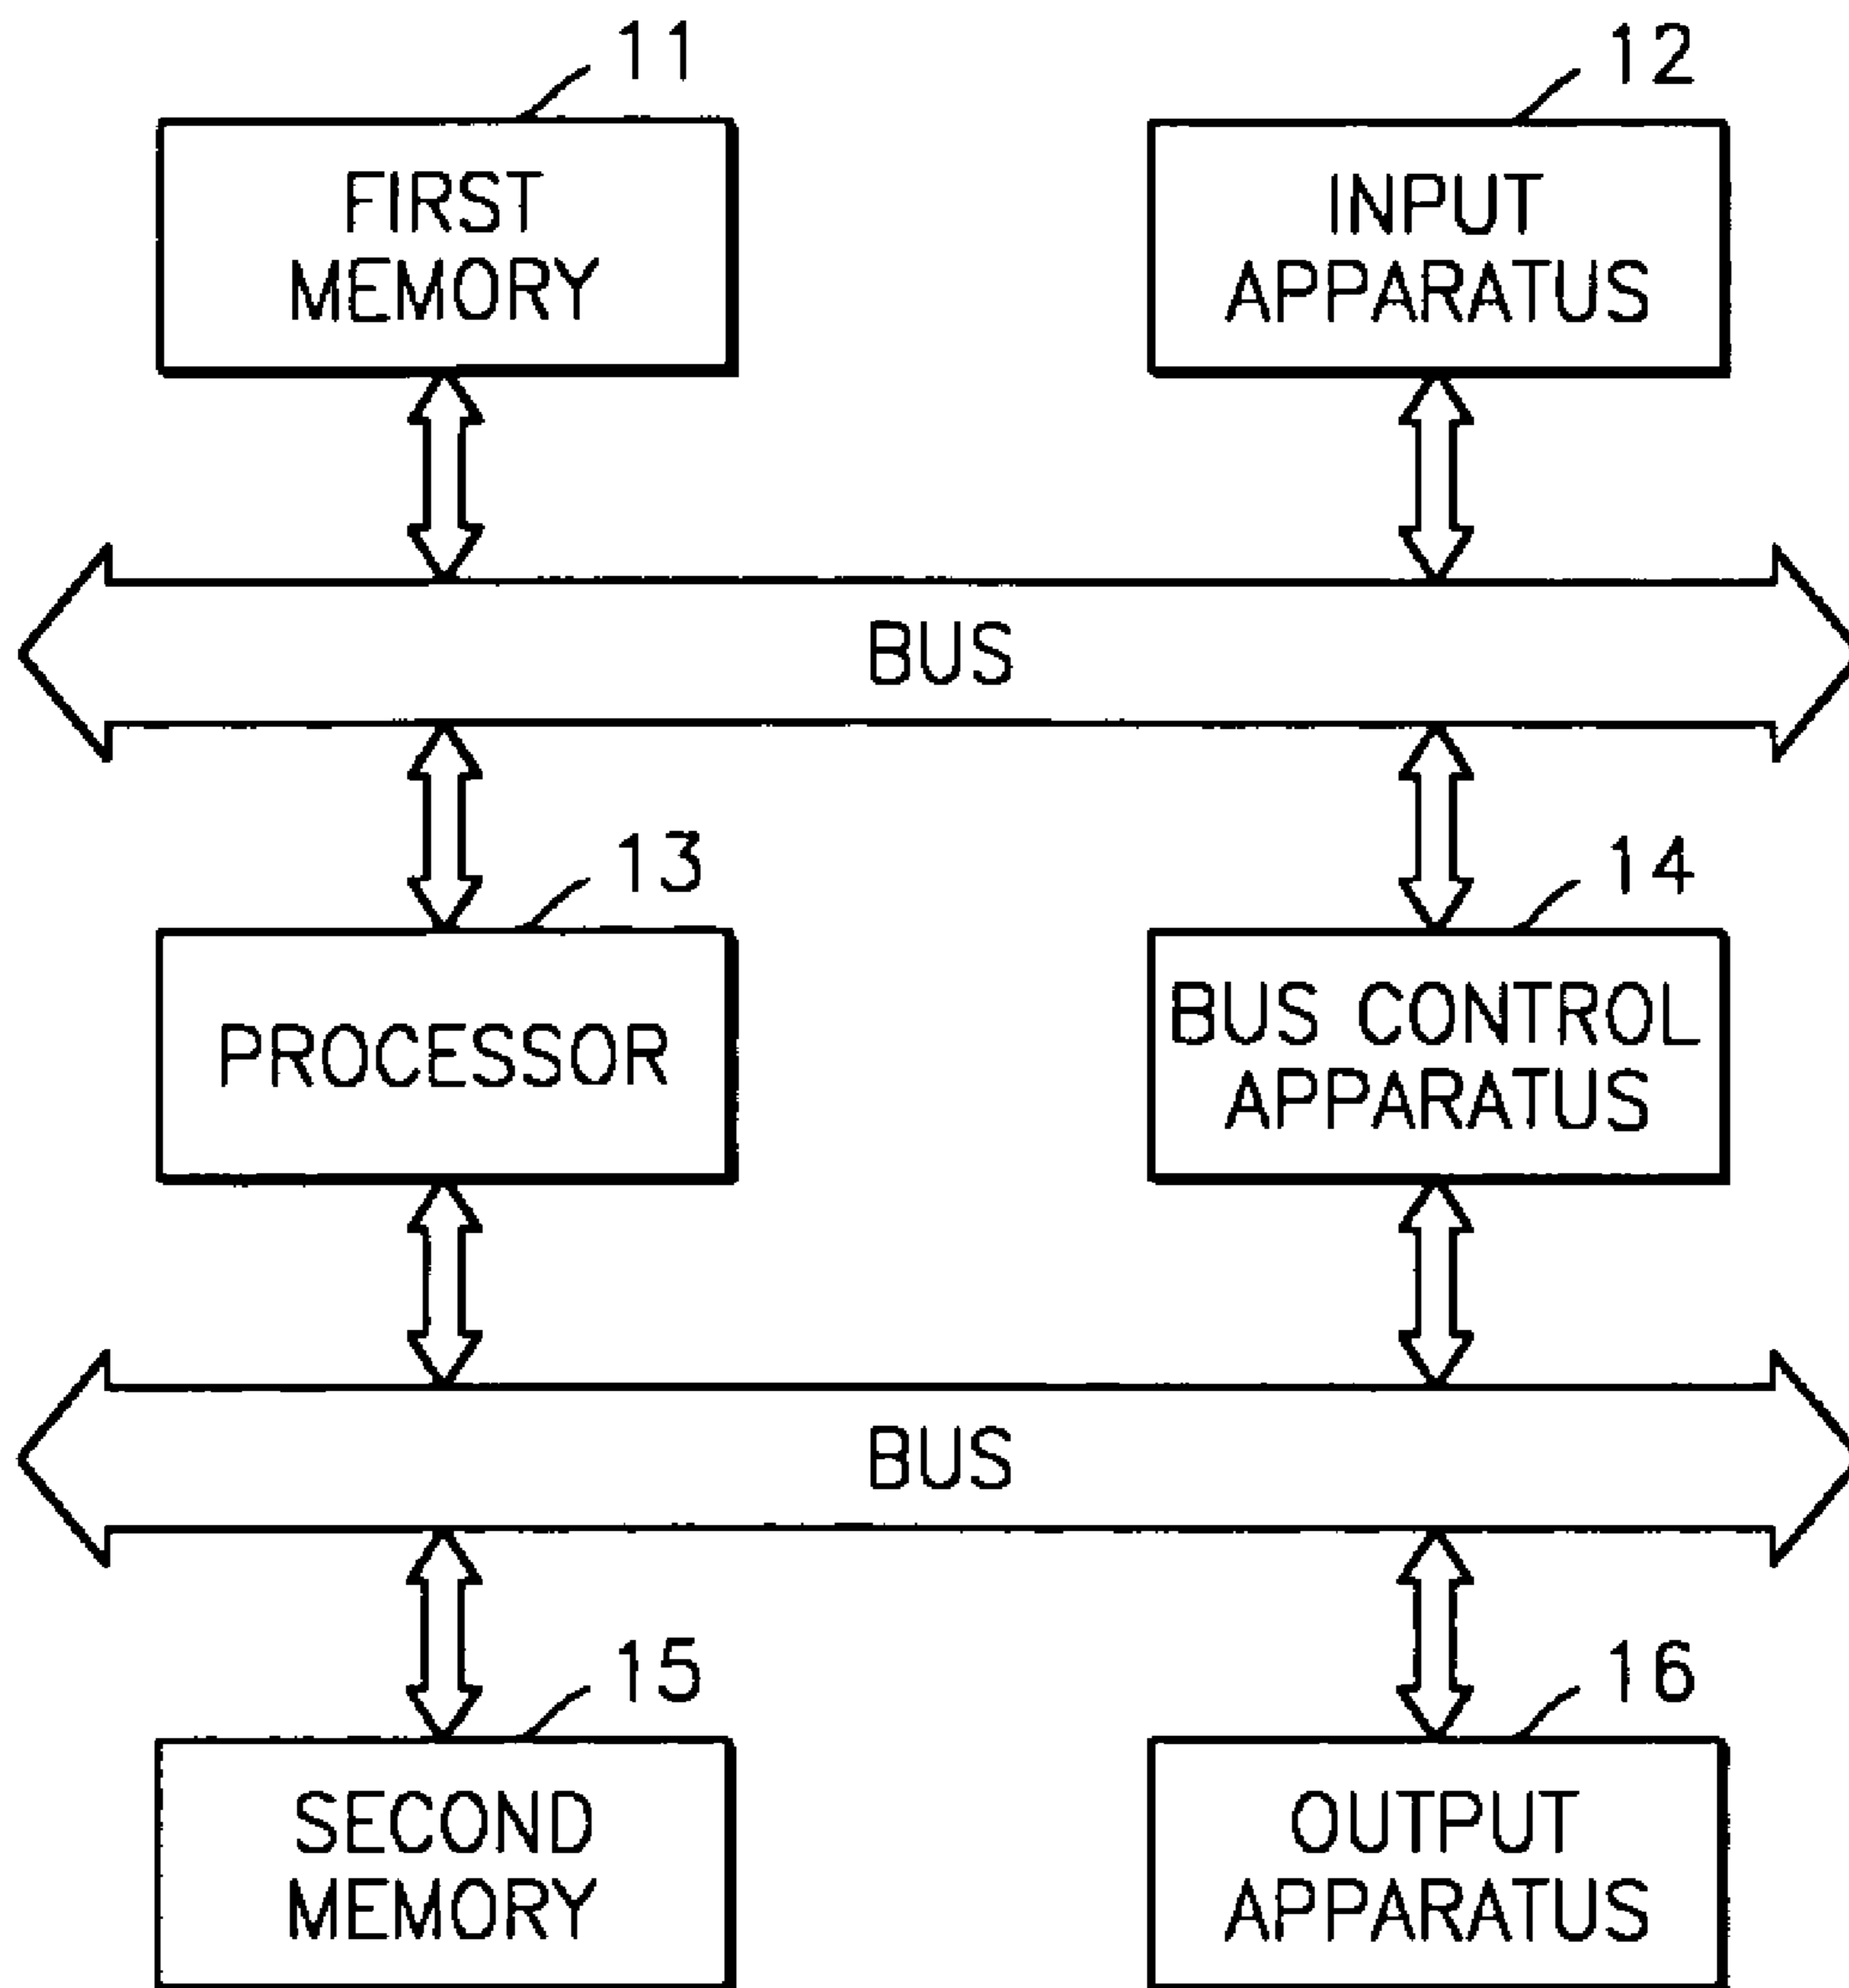 11
12
FIRST
MEMORY
INPUT
APPARATUS
BUS
13
14
PROCESSOR
BUS CONTROL
APPARATUS
BUS
15
16
SECOND
MEMORY
OUTPUT
APPARATUS